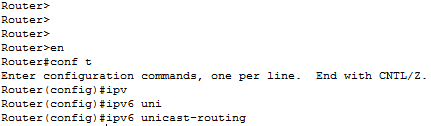 Router>
Router>
Router>
Router>en
Router#conf t
Enter configuration commands, one per line.  End with CNTL/Z.
Router(config)#ipv
Router(config)#ipv6 uni
Router(config)#ipv6 unicast-routing